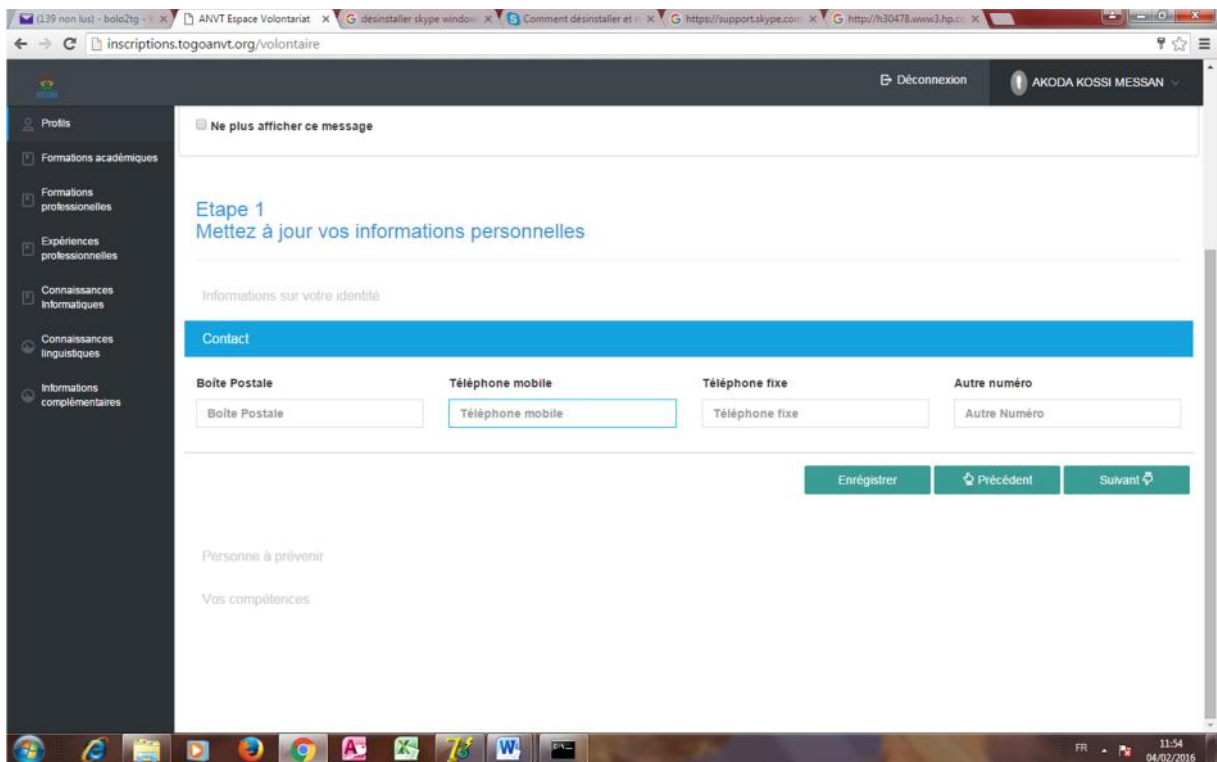 (139 non lus) - bolo2tg -
ANVT Espace Volontariat
désinstaller skype window
Comment désinstaller et
https://support.skype.com
http://h30478.www3.hp.c
inscriptions.togoanvt.org/volontaire
Déconnexion
AKODA KOSSI MESSAN
Profils
Formations académiques
Formations
professionelles
Expériences
professionnelles
Connaissances
Informatiques
Connaissances
linguistiques
Informations
complémentaires
Ne plus afficher ce message
Etape 1
Mettez à jour vos informations personnelles
Informations sur votre identité
Contact
Boîte Postale
Téléphone mobile
Téléphone fixe
Autre numéro
Boîte Postale
Téléphone mobile
Téléphone fixe
Autre Numéro
Enrégistrer
Précédent
Suivant
Personne à prévenir
Vos compétences
FR
11:54
04/02/2016